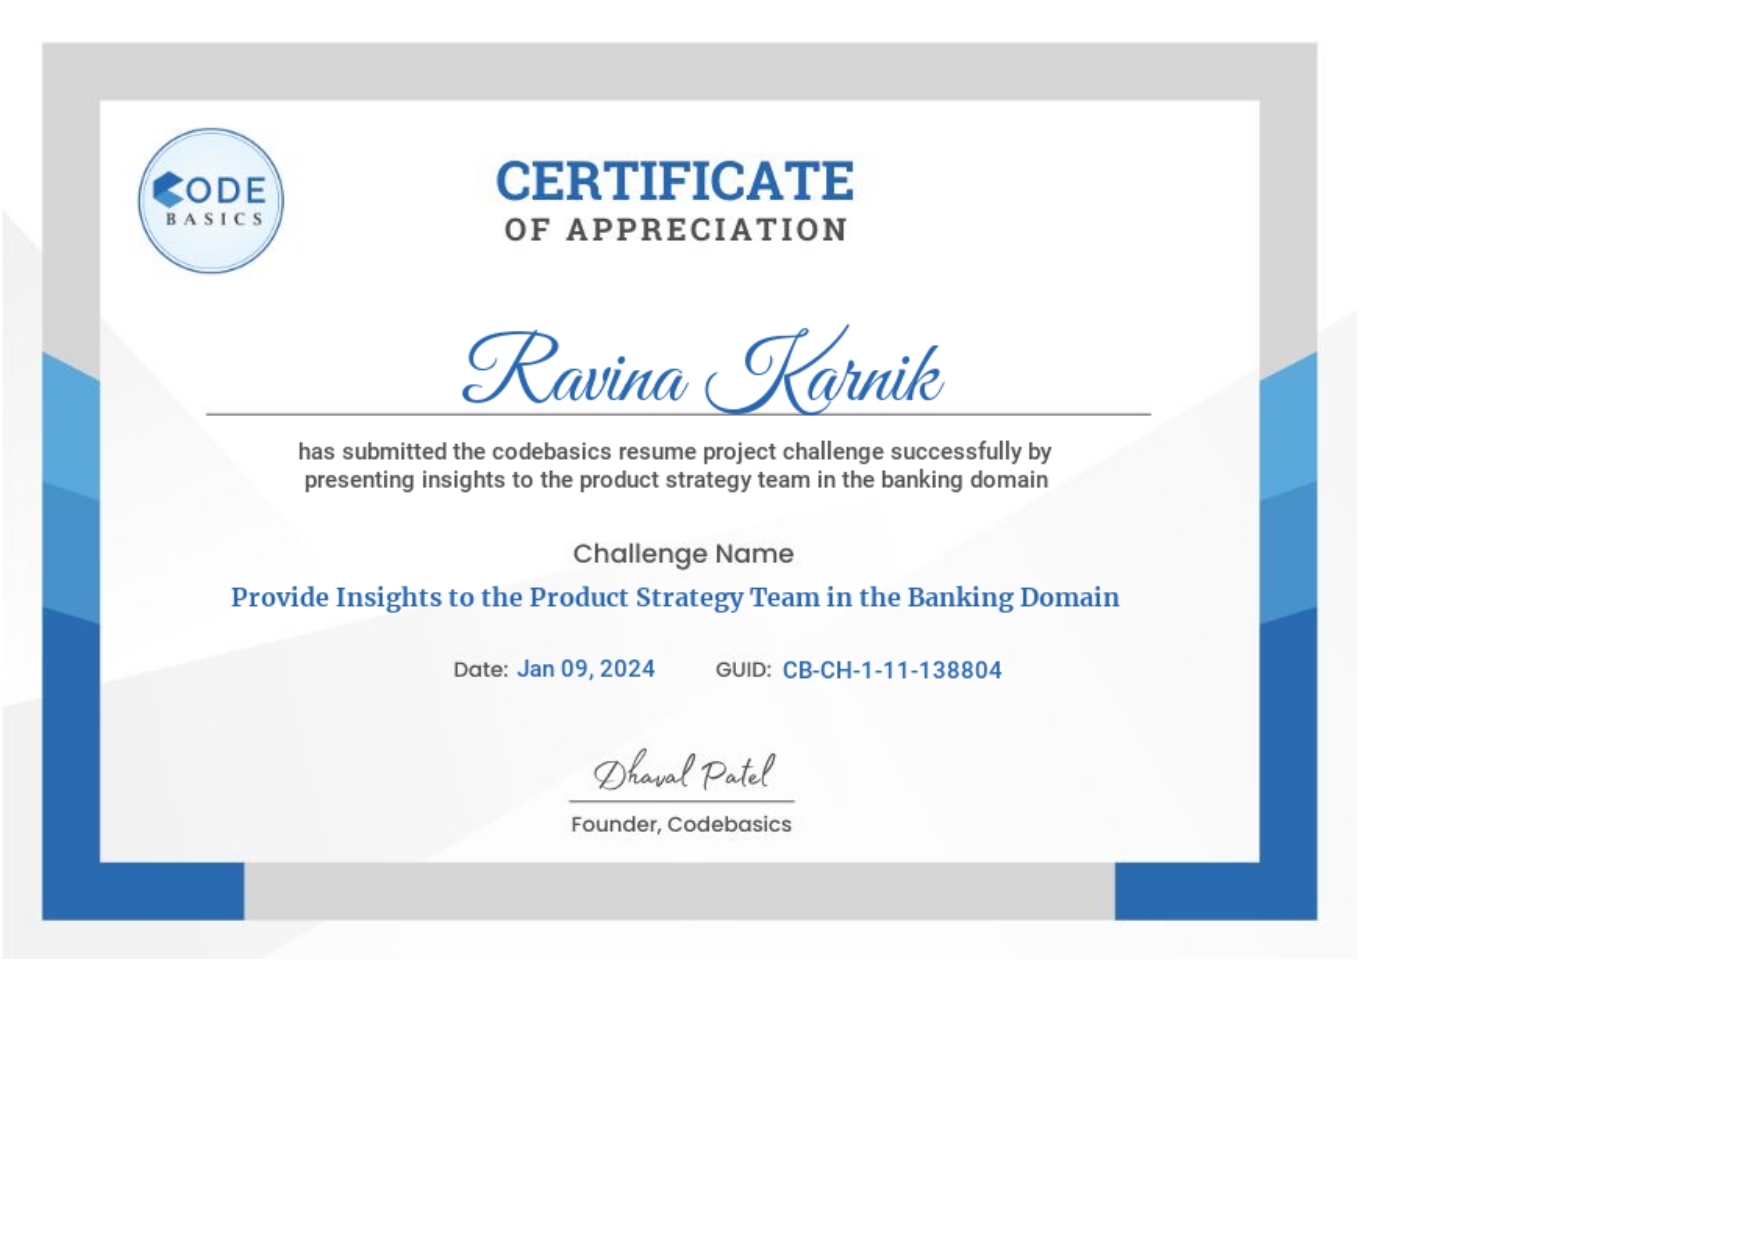 CODE
BASICS
CERTIFICATE
OF APPRECIATION
Ravina Karnik
has submitted the codebasics resume project challenge successfully by
presenting insights to the product strategy team in the banking domain
Challenge Name
Provide Insights to the Product Strategy Team in the Banking Domain
Date: Jan 09, 2024 GUID: CB-CH-1-11-138804
Dhaval Patel
Founder, Codebasics